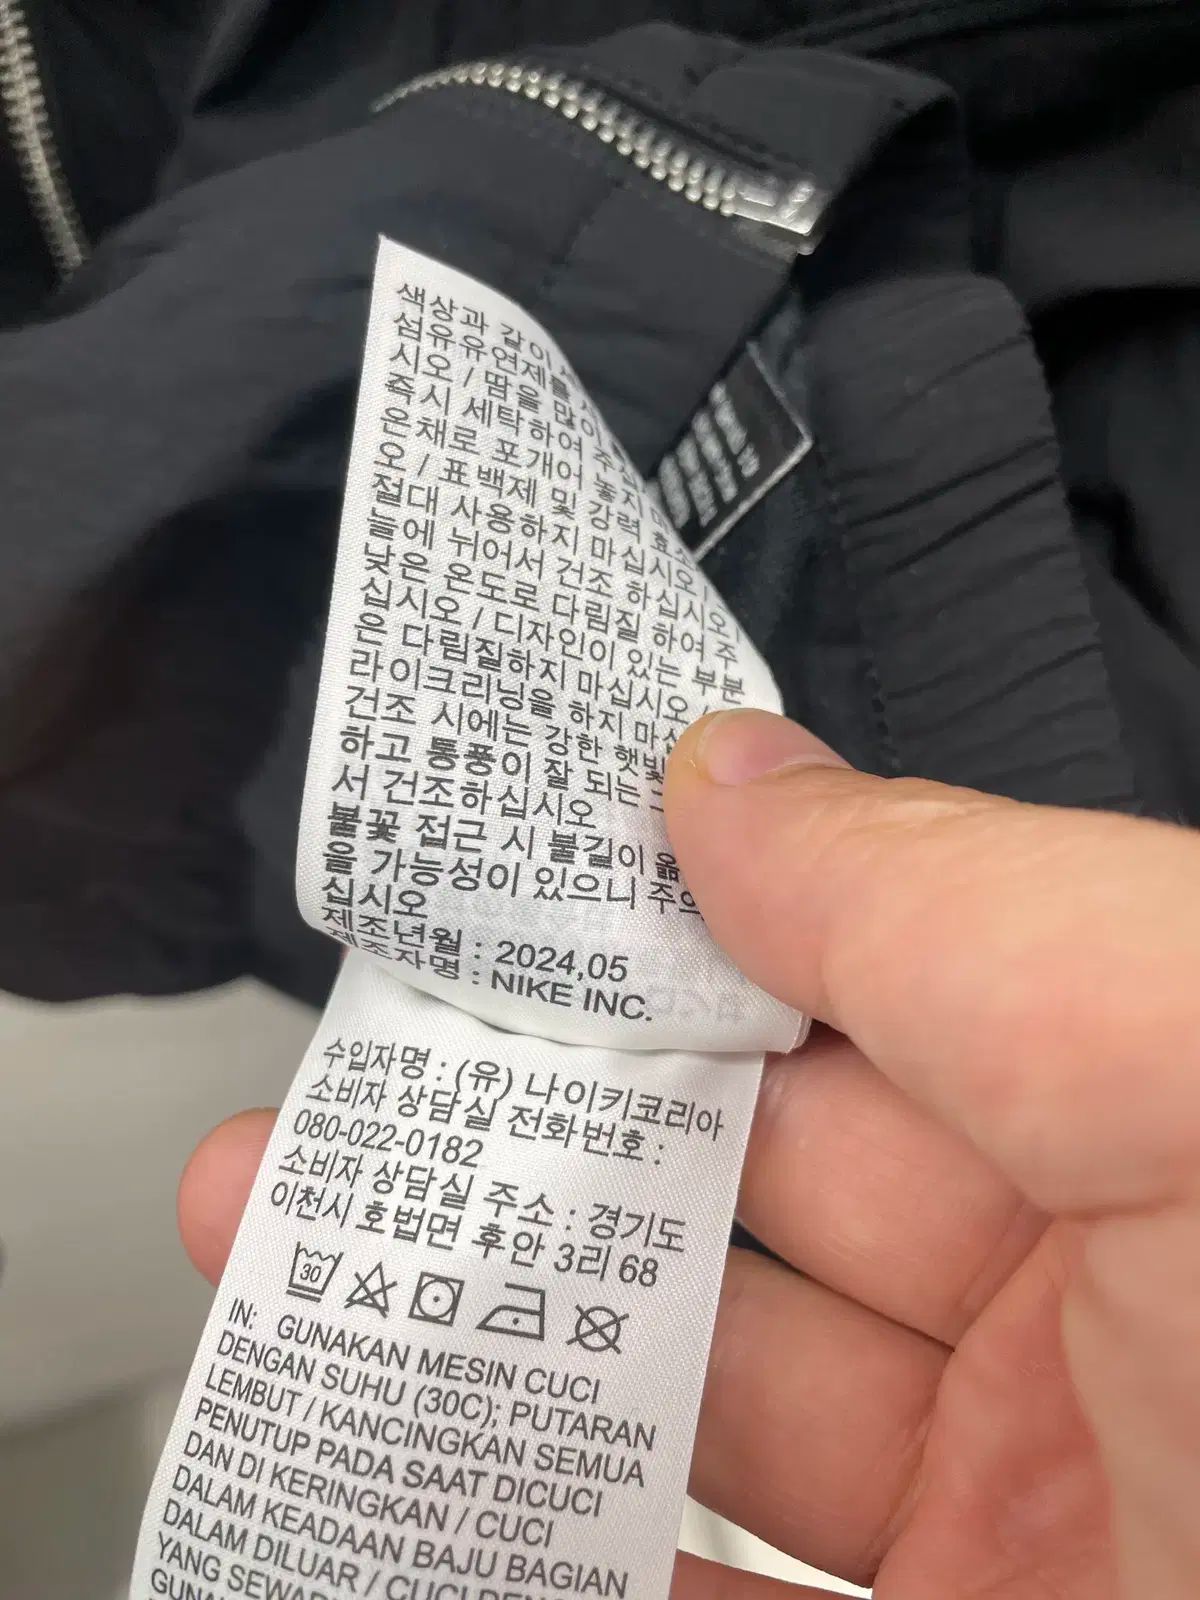 색상과 같이
섬유유연제를
시오 / 땀을 많이
즉시 세탁하여 주십
온채로 포개어 놓지
오 / 표백제 및 강력 효소
절대 사용하지 마십시오 /
늘에 뉘어서 건조 하십시오 /
낮은 온도로 다림질 하여 주
십시오 / 디자인이 있는 부분
은 다림질하지 마십시오 /
라이크리닝을 하지 마십
건조 시에는 강한 햇빛
하고 통풍이 잘 되는
서 건조하십시오
불꽃 접근 시 불길이 옮
을 가능성이 있으니 주의
십시오
제조년월 : 2024,05
제조자명 : NIKE INC.
수입자명 : (유) 나이키코리아
소비자 상담실 전화번호 :
080-022-0182
소비자 상담실 주소 : 경기도
이천시 호법면 후안 3리 68
30
IN: GUNAKAN MESIN CUCI
DENGAN SUHU (30C); PUTARAN
LEMBUT / KANCINGKAN SEMUA
PENUTUP PADA SAAT DICUCI
DAN DI KERINGKAN / CUCI
DALAM KEADAAN BAJU BAGIAN
DALAM DILUAR / CUCI
YANG